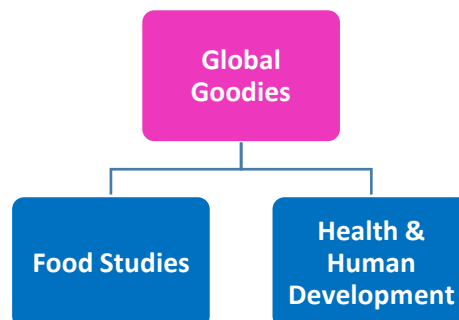 Global
Goodies
Food Studies
Health &
Human
Development